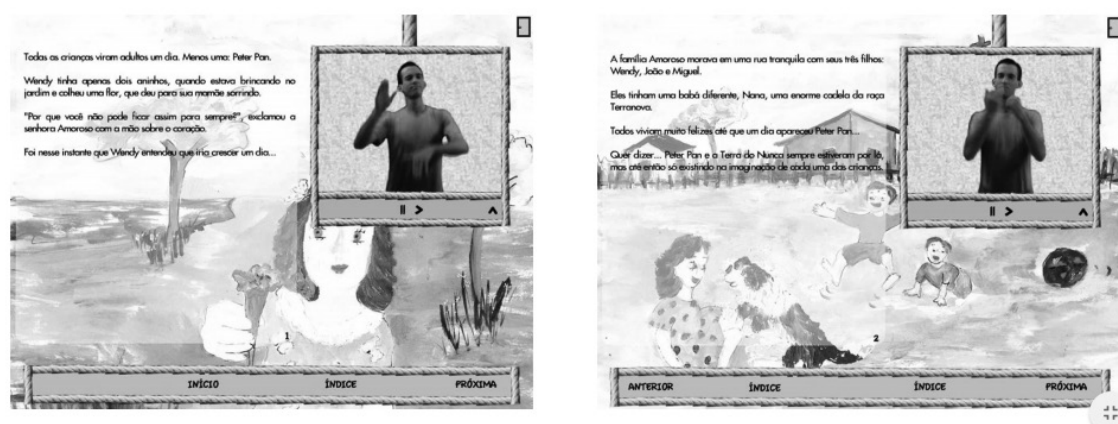 Todas as crianças viram adultos um dia. Menos uma: Peter Pan.
Wendy tinha apenas dois aninhos, quando estava brincando no
jardim e colheu uma flor, que deu para sua mamãe sorrindo.
"Por que você não pode ficar assim para sempre?", exclamou a
senhora Amoroso com a mão sobre o coração.
Foi nesse instante que Wendy entendeu que iria crescer um dia...
1
INÍCIO ÍNDICE PRÓXIMA
A família Amoroso morava em uma rua tranquila com seus três filhos:
Wendy, João e Miguel.
Eles tinham uma babá diferente, Nana, uma enorme cadela da raça
Terranova.
Todos viviam muito felizes até que um dia apareceu Peter Pan...
Quer dizer... Peter Pan e a Terra do Nunca sempre estiveram por lá,
mas até então só existindo na imaginação de cada uma das crianças.
2
ANTERIOR ÍNDICE ÍNDICE PRÓXIMA